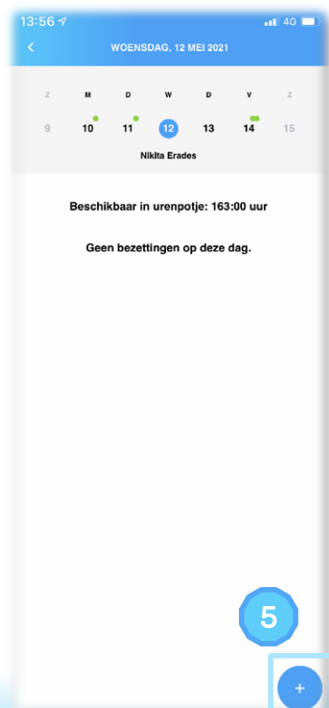 13:56 4G
WOENSDAG, 12 MEI 2021
Z M D W D V Z
9 10 11 12 13 14 15
Nikita Erades
Beschikbaar in urenpotje: 163:00 uur
Geen bezettingen op deze dag.
5
+